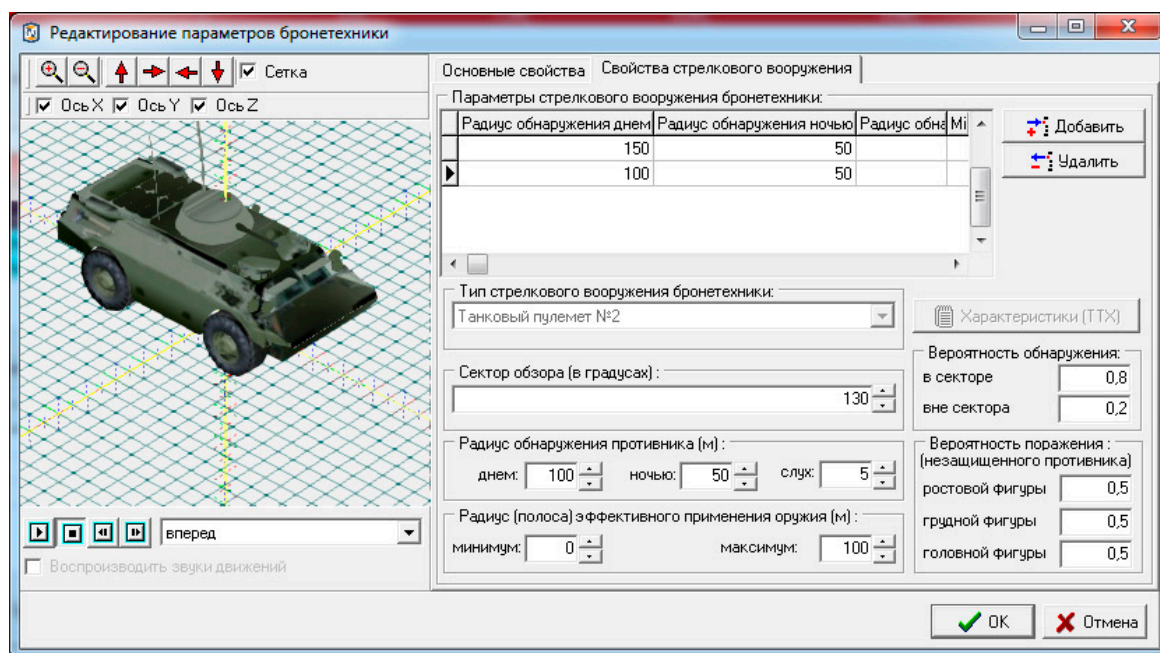 Редактирование параметров бронетехники
Сетка
Ось X Ось Y Ось Z
вперед
Воспроизводить звуки движений
Основные свойства Свойства стрелкового вооружения
Параметры стрелкового вооружения бронетехники:
Радиус обнаружения днем Радиус обнаружения ночью Радиус обна Mi
150 50
100 50
Добавить
Удалить
Тип стрелкового вооружения бронетехники:
Танковый пулемет №2
Характеристики (ТТХ)
Сектор обзора (в градусах) :
130
Вероятность обнаружения:
в секторе 0,8
вне сектора 0,2
Радиус обнаружения противника (м) :
днем: 100 ночью: 50 слух: 5
Радиус (полоса) эффективного применения оружия (м) :
минимум: 0 максимум: 100
Вероятность поражения :
(незащищенного противника)
ростовой фигуры 0,5
грудной фигуры 0,5
головной фигуры 0,5
OK Отмена